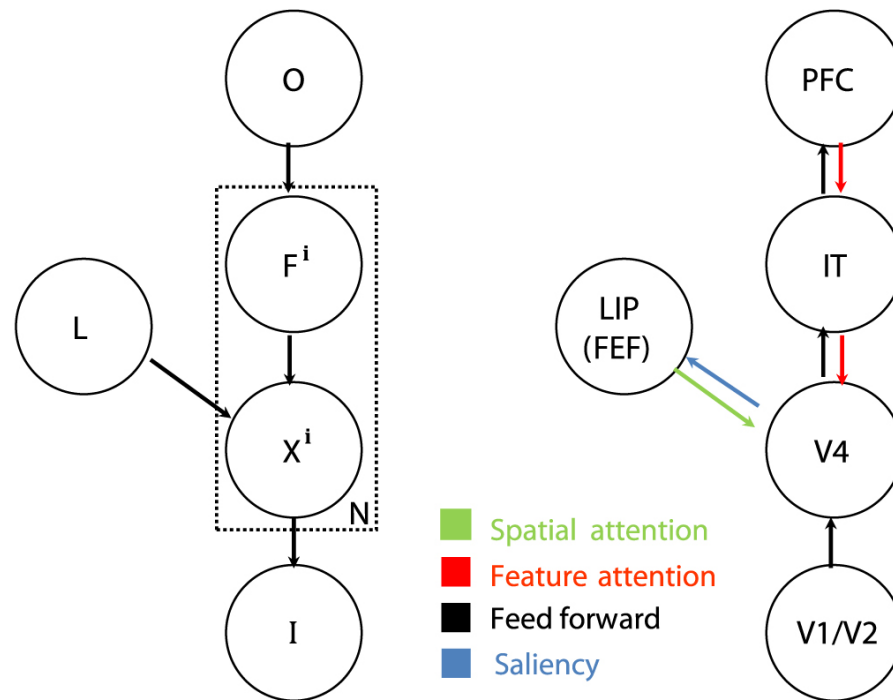 O
F i
L
X i
N
I
PFC
IT
LIP
(FEF)
V4
V1/V2
Spatial attention
Feature attention
Feed forward
Saliency